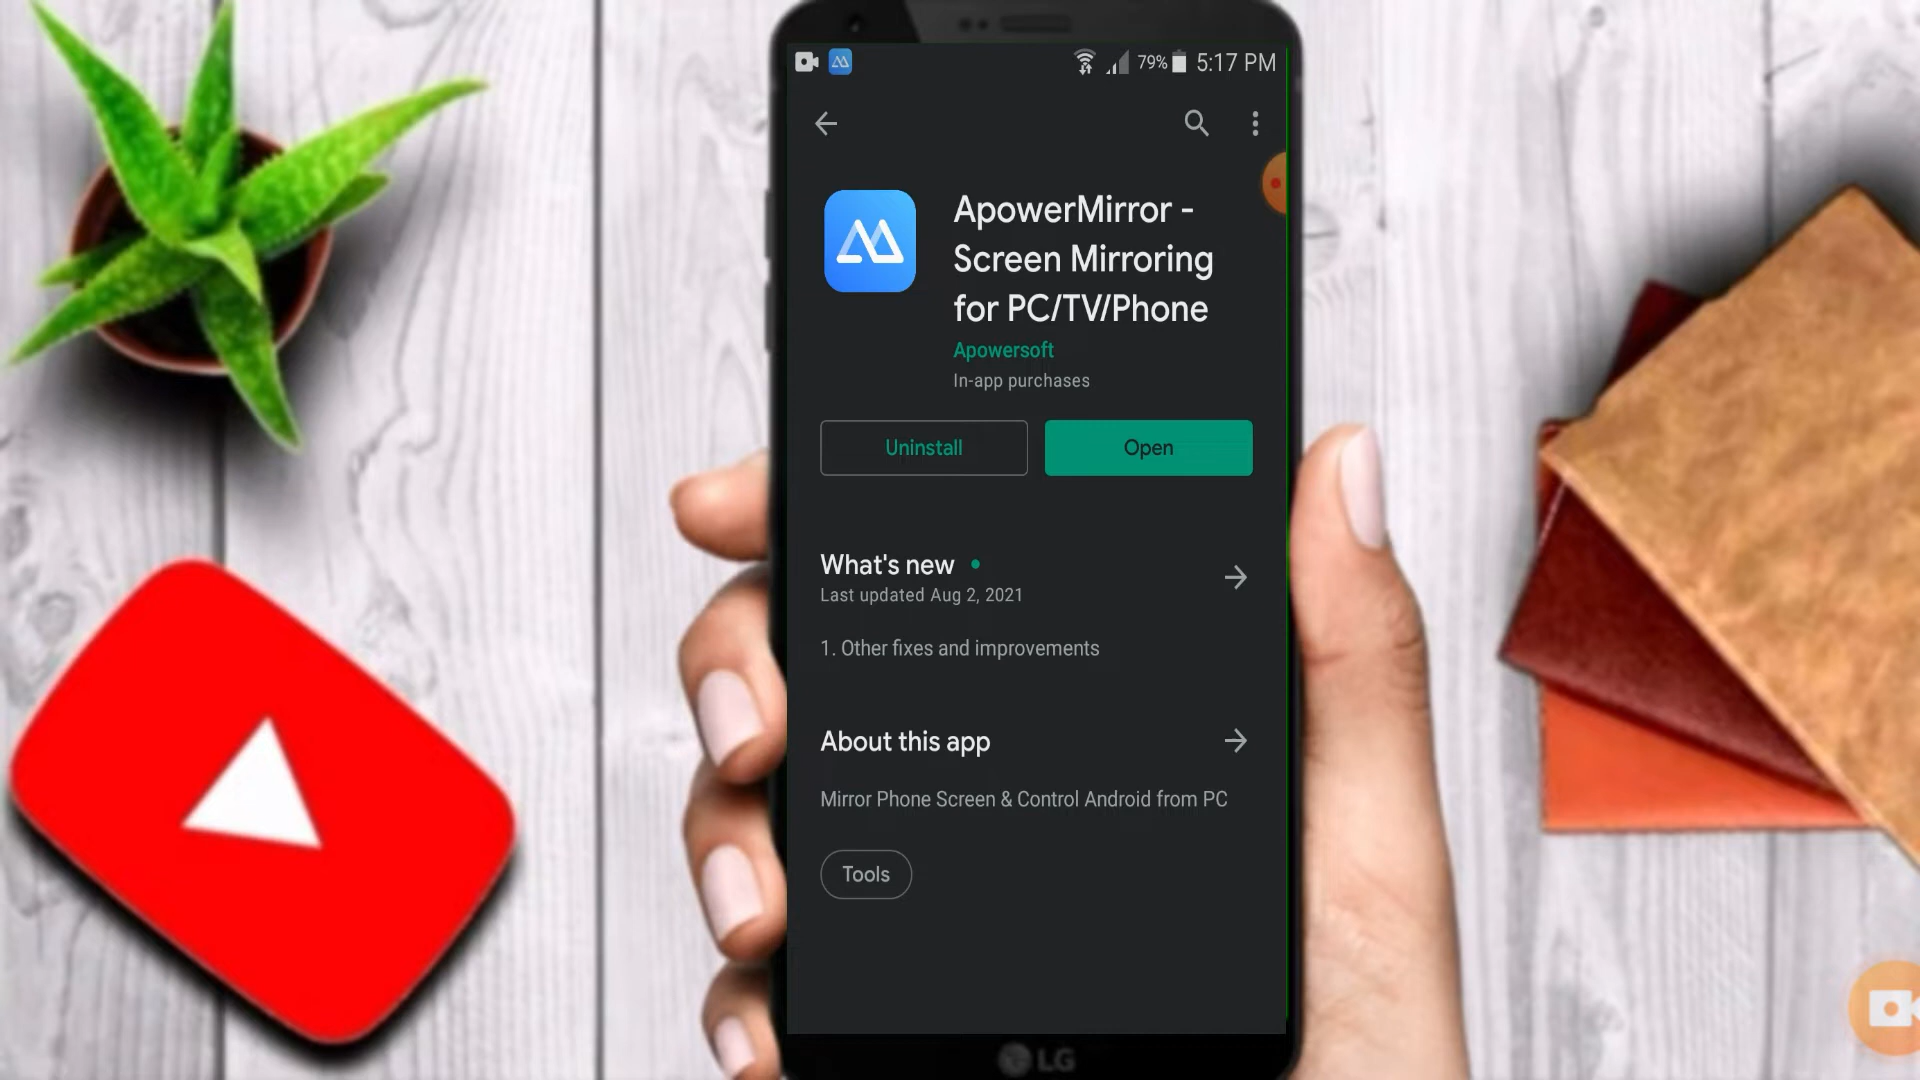 79% 5:17 PM
ApowerMirror -
Screen Mirroring
for PC/TV/Phone
Apowersoft
In-app purchases
Uninstall
Open
What's new
Last updated Aug 2, 2021
1. Other fixes and improvements
About this app
Mirror Phone Screen & Control Android from PC
Tools
LG